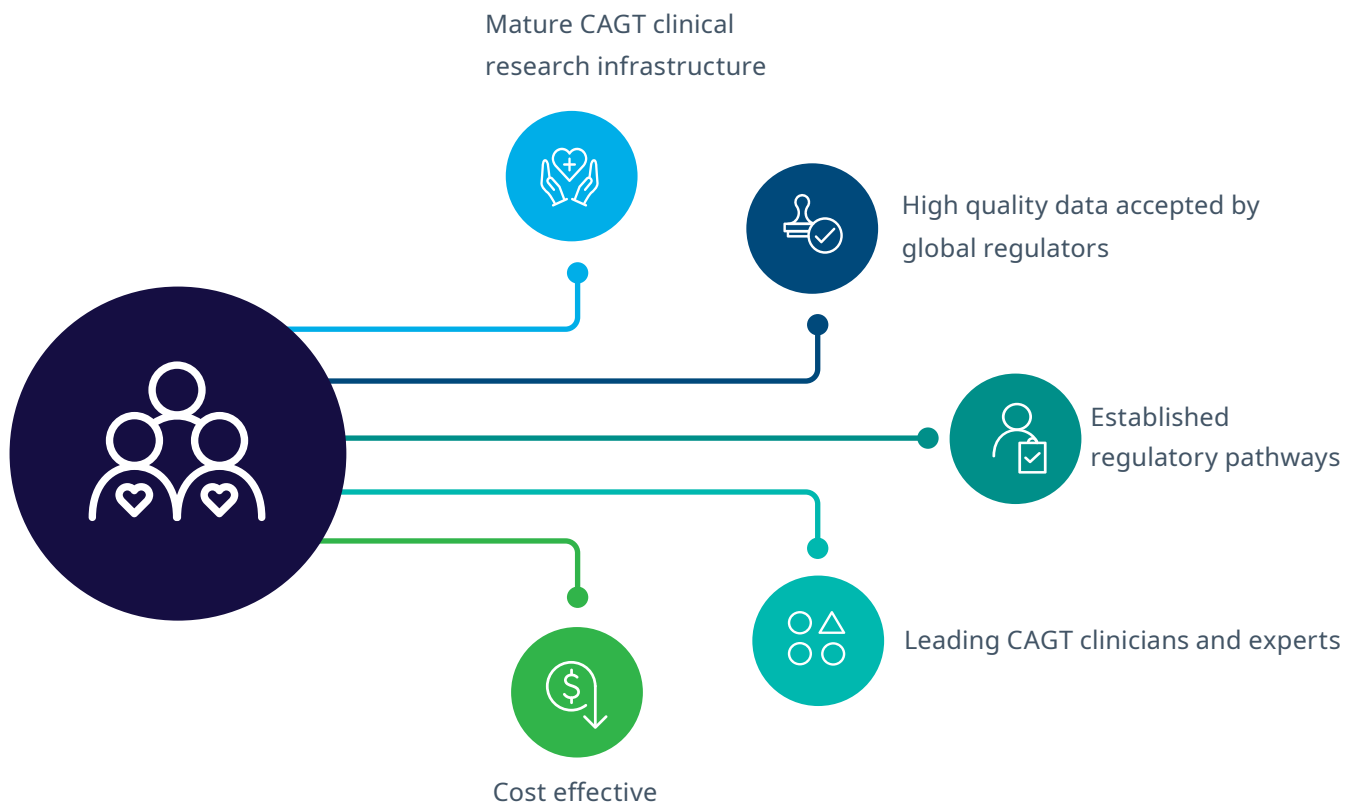 Mature CAGT clinical
research infrastructure
High quality data accepted by
global regulators
Established
regulatory pathways
Leading CAGT clinicians and experts
$
Cost effective